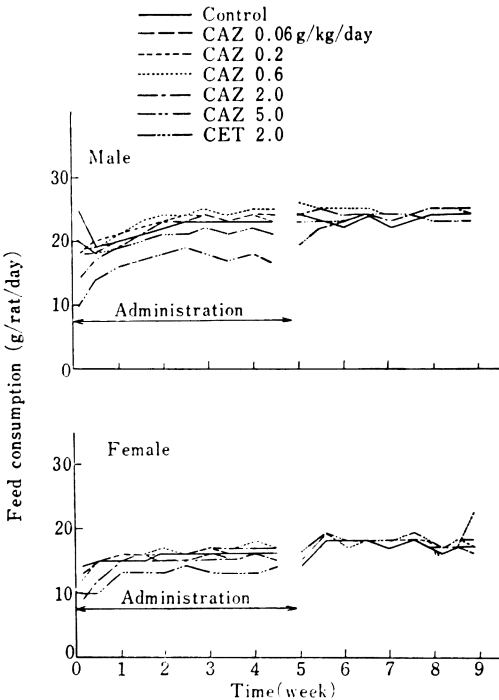 Control
CAZ 0.06g/kg/day
CAZ 0.2
CAZ 0.6
CAZ 2.0
CAZ 5.0
CET 2.0
Male
30
20
10
0
Administration
Feed consumption (g/rat/day)
Female
30
20
10
0
Administration
0 1 2 3 4 5 6 7 8 9
Time(week)